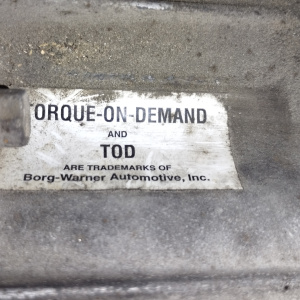 ORQUE-ON-DEMAND
AND
TOD
ARE TRADEMARKS OF
Borg-Warner Automotive, Inc.